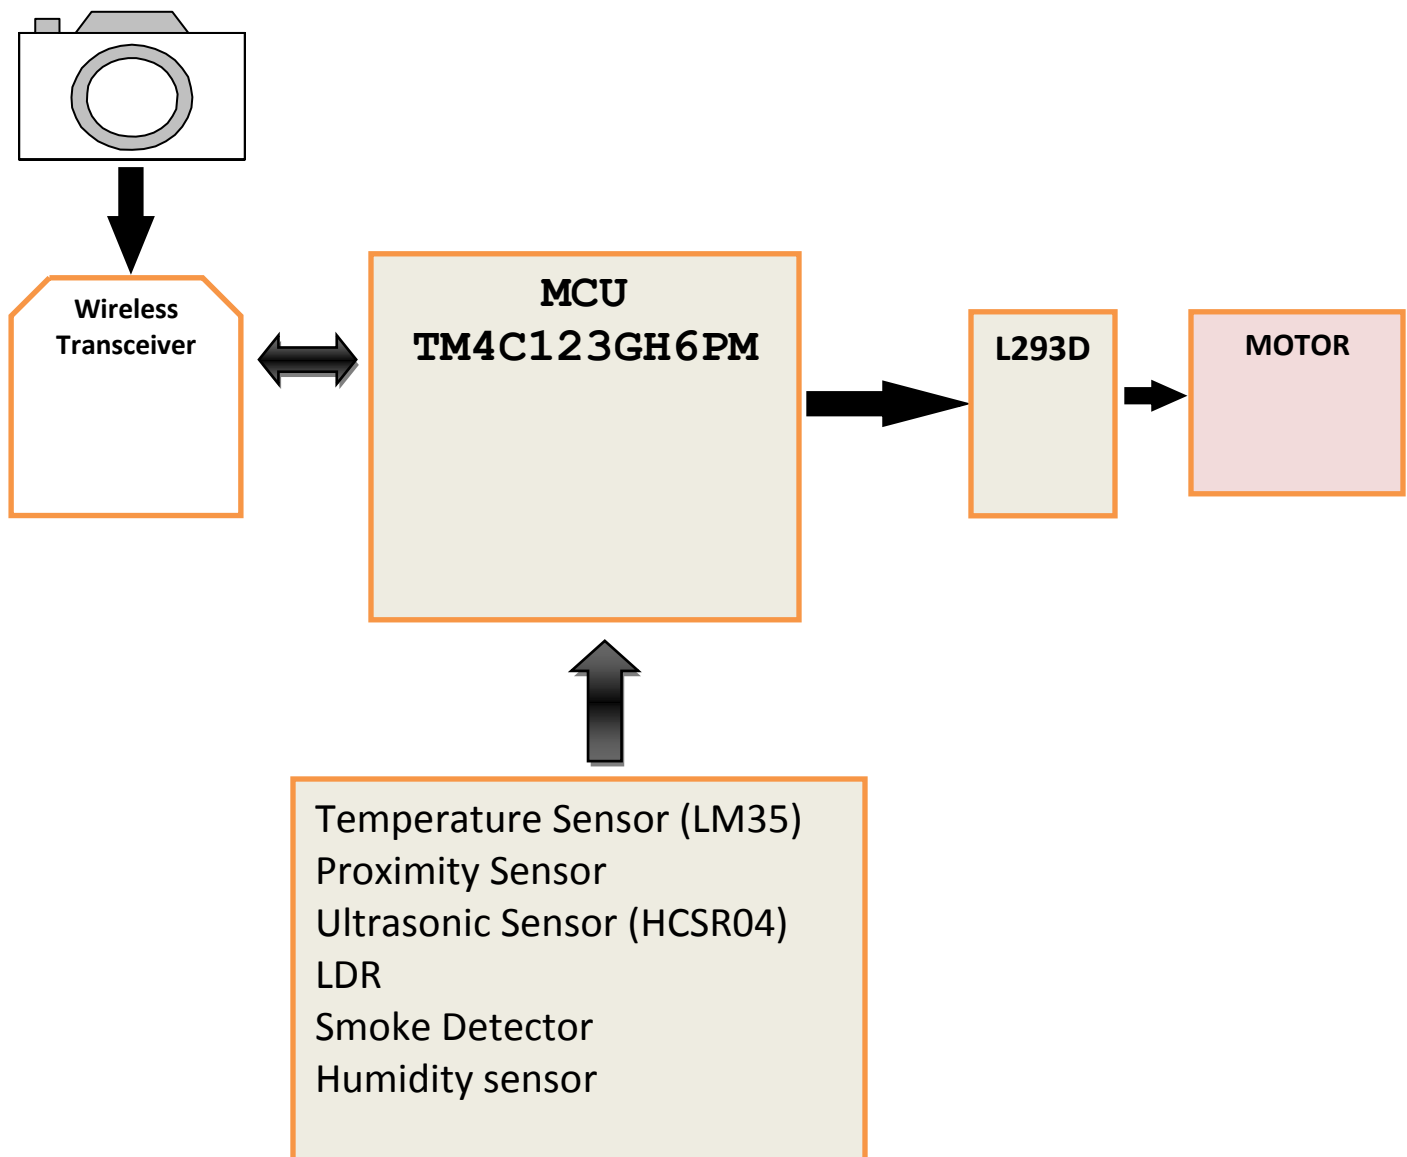 Wireless
Transceiver
MCU
TM4C123GH6PM
L293D
MOTOR
Temperature Sensor (LM35)
Proximity Sensor
Ultrasonic Sensor (HCSR04)
LDR
Smoke Detector
Humidity sensor